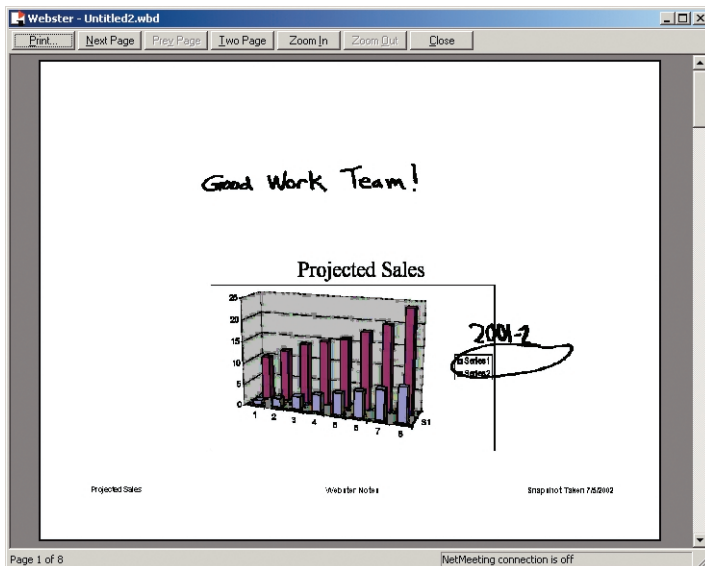 Webster - Untitled2.wbd
Print... Next Page Prev Page Two Page Zoom In Zoom Out Close
Good Work Team!
Projected Sales
25
20
15
10
5
0
1 2 3 4 5 6 7 8 S1
2001-2
Series1
Series2
Projected Sales Webster Notes Snapshot Taken 7/5/2002
Page 1 of 8 NetMeeting connection is off